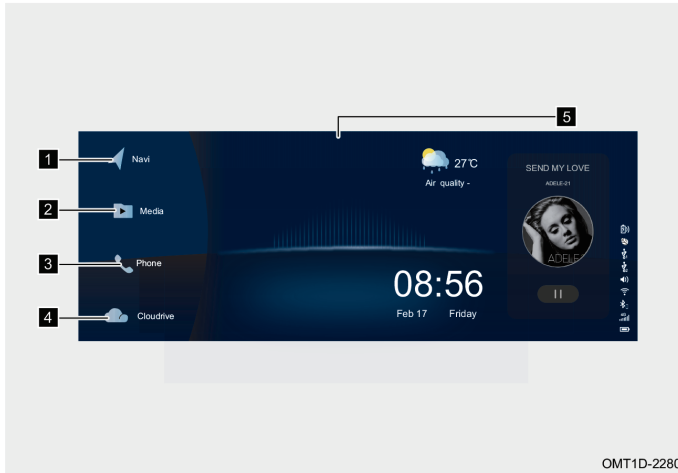 5
1
Navi
27℃
Air quality -
SEND MY LOVE
ADELE-21
2
Media
ADELE
3
Phone
08:56
Feb 17 Friday
4
Cloudrive
4G
OMT1D-2280